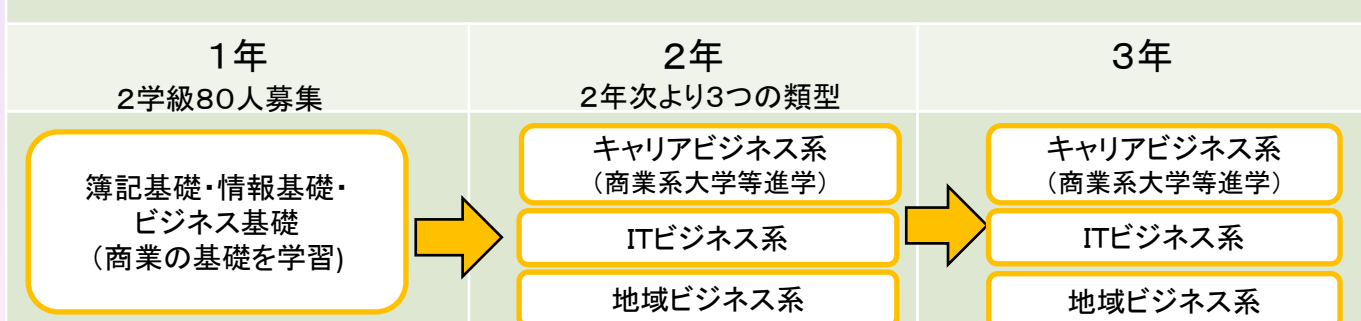 1年
2学級80人募集
2年
2年次より3つの類型
3年
簿記基礎・情報基礎・
ビジネス基礎
(商業の基礎を学習)
キャリアビジネス系
(商業系大学等進学)
ITビジネス系
地域ビジネス系
キャリアビジネス系
(商業系大学等進学)
ITビジネス系
地域ビジネス系